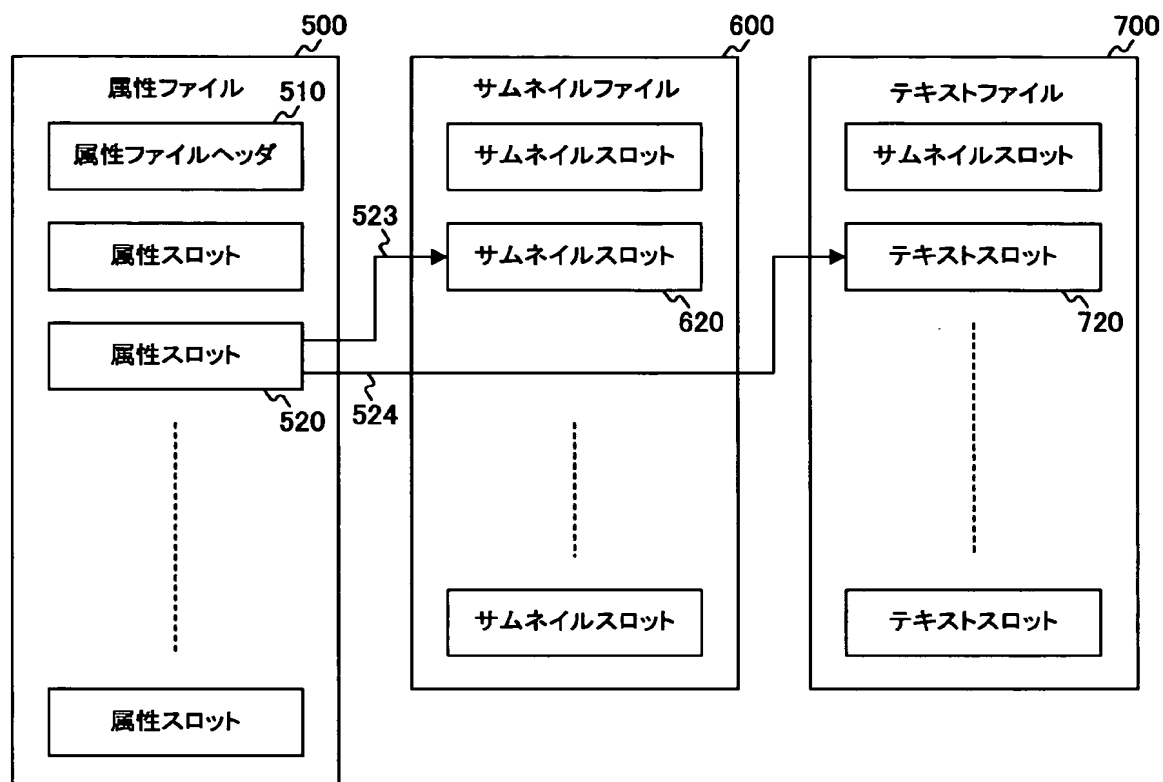 500
属性ファイル
510
属性ファイルヘッダ
属性スロット
属性スロット
520
属性スロット
523
524
600
サムネイルファイル
サムネイルスロット
サムネイルスロット
620
サムネイルスロット
700
テキストファイル
サムネイルスロット
テキストスロット
720
テキストスロット